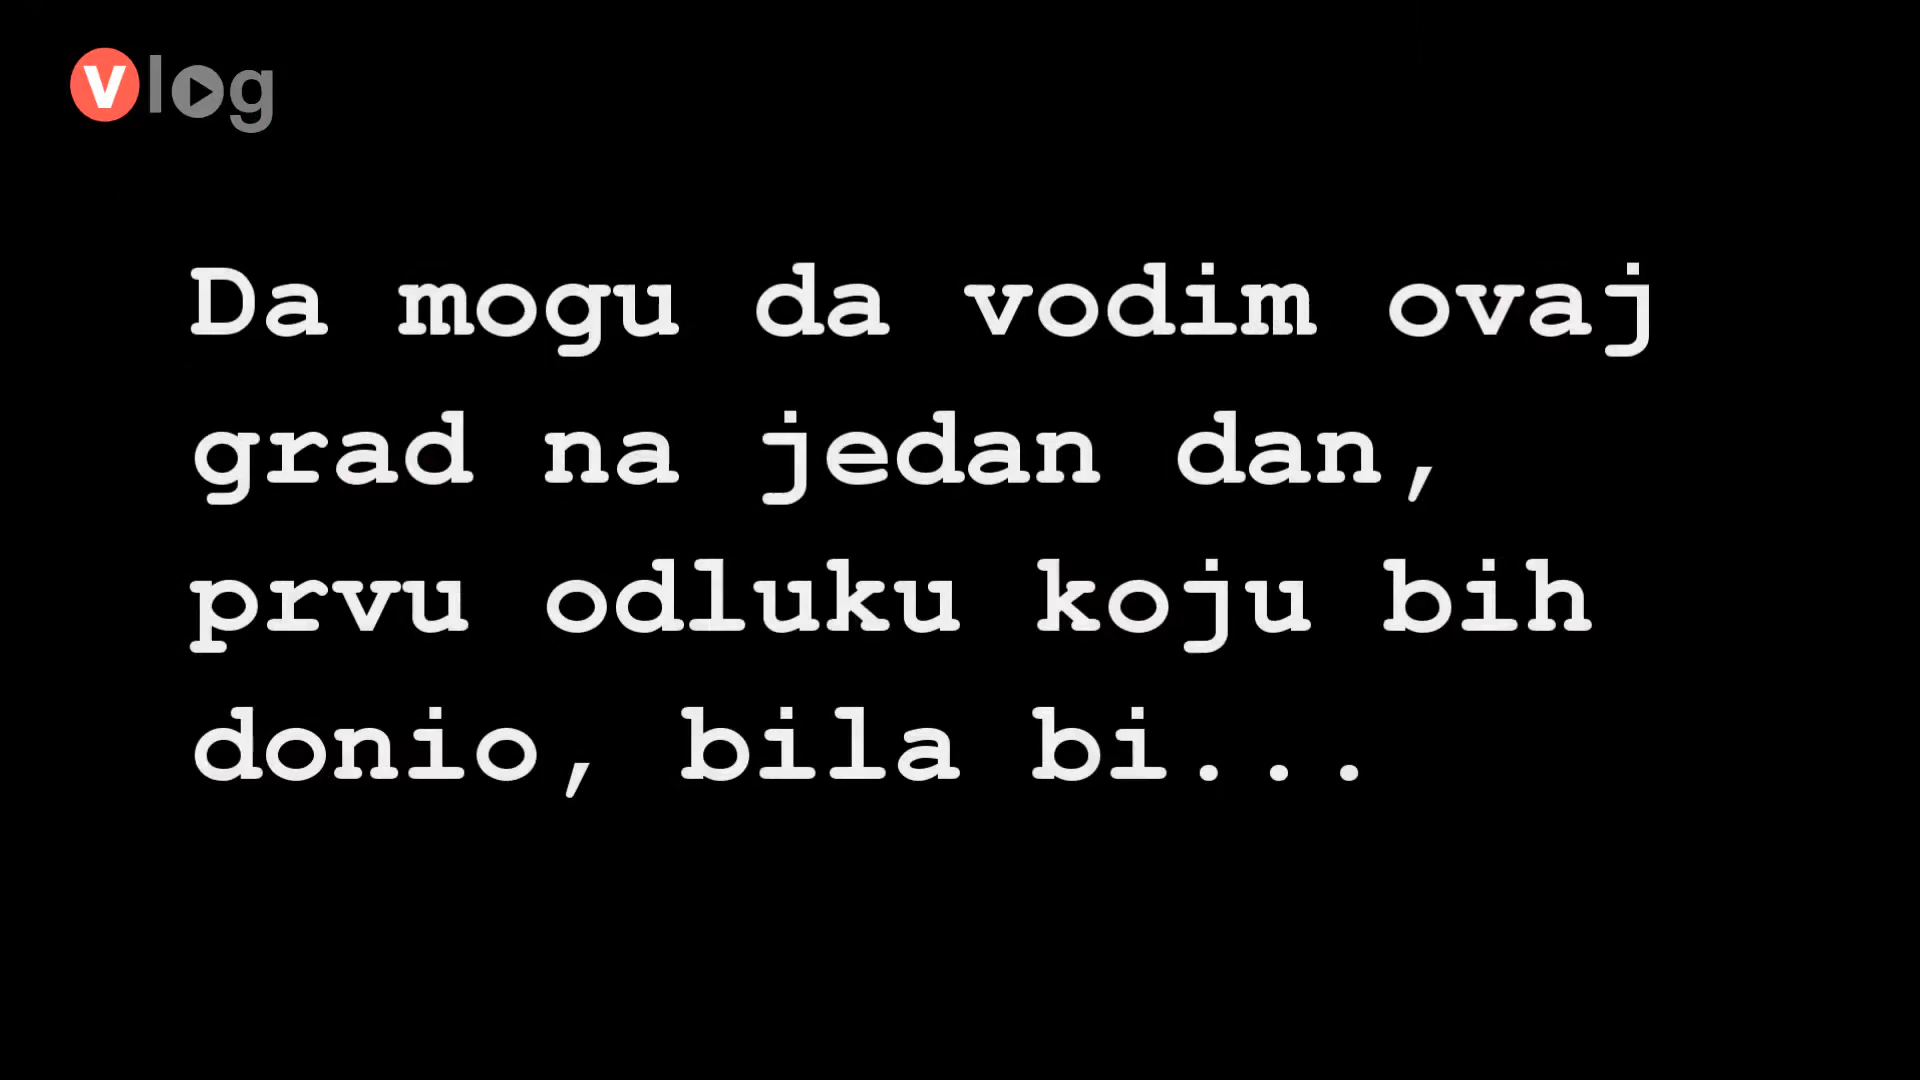 vlog
Da mogu da vodim ovaj
grad na jedan dan,
prvu odluku koju bih
donio, bila bi...